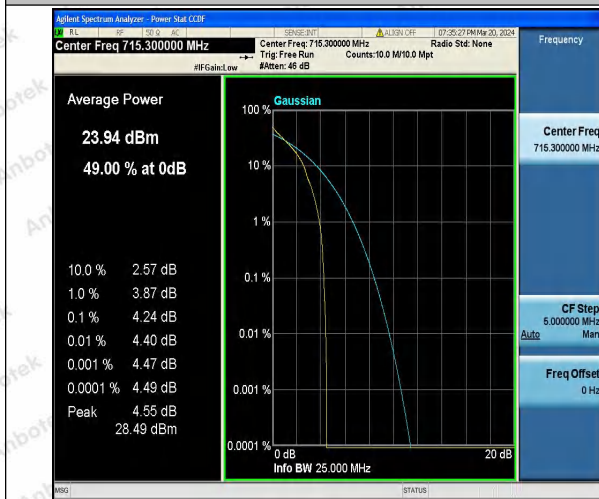 Agilent Spectrum Analyzer - Power Stat CCDF
RL RF 50 Ω AC SENSE:INT ALIGN OFF 07:35:27 PM Mar 20, 2024
Center Freq 715.300000 MHz
Center Freq: 715.300000 MHz Radio Std: None
Trig: Free Run Counts:10.0 M/10.0 Mpt
#IFGain:Low #Atten: 46 dB
Frequency
Average Power
23.94 dBm
49.00 % at 0dB
10.0 % 2.57 dB
1.0 % 3.87 dB
0.1 % 4.24 dB
0.01 % 4.40 dB
0.001 % 4.47 dB
0.0001 % 4.49 dB
Peak 4.55 dB
28.49 dBm
Gaussian
100 %
10 %
1 %
0.1 %
0.01 %
0.001 %
0.0001 %
0 dB 20 dB
Info BW 25.000 MHz
Center Freq
715.300000 MHz
CF Step
5.000000 MHz
Auto Man
Freq Offset
0 Hz
MSG STATUS